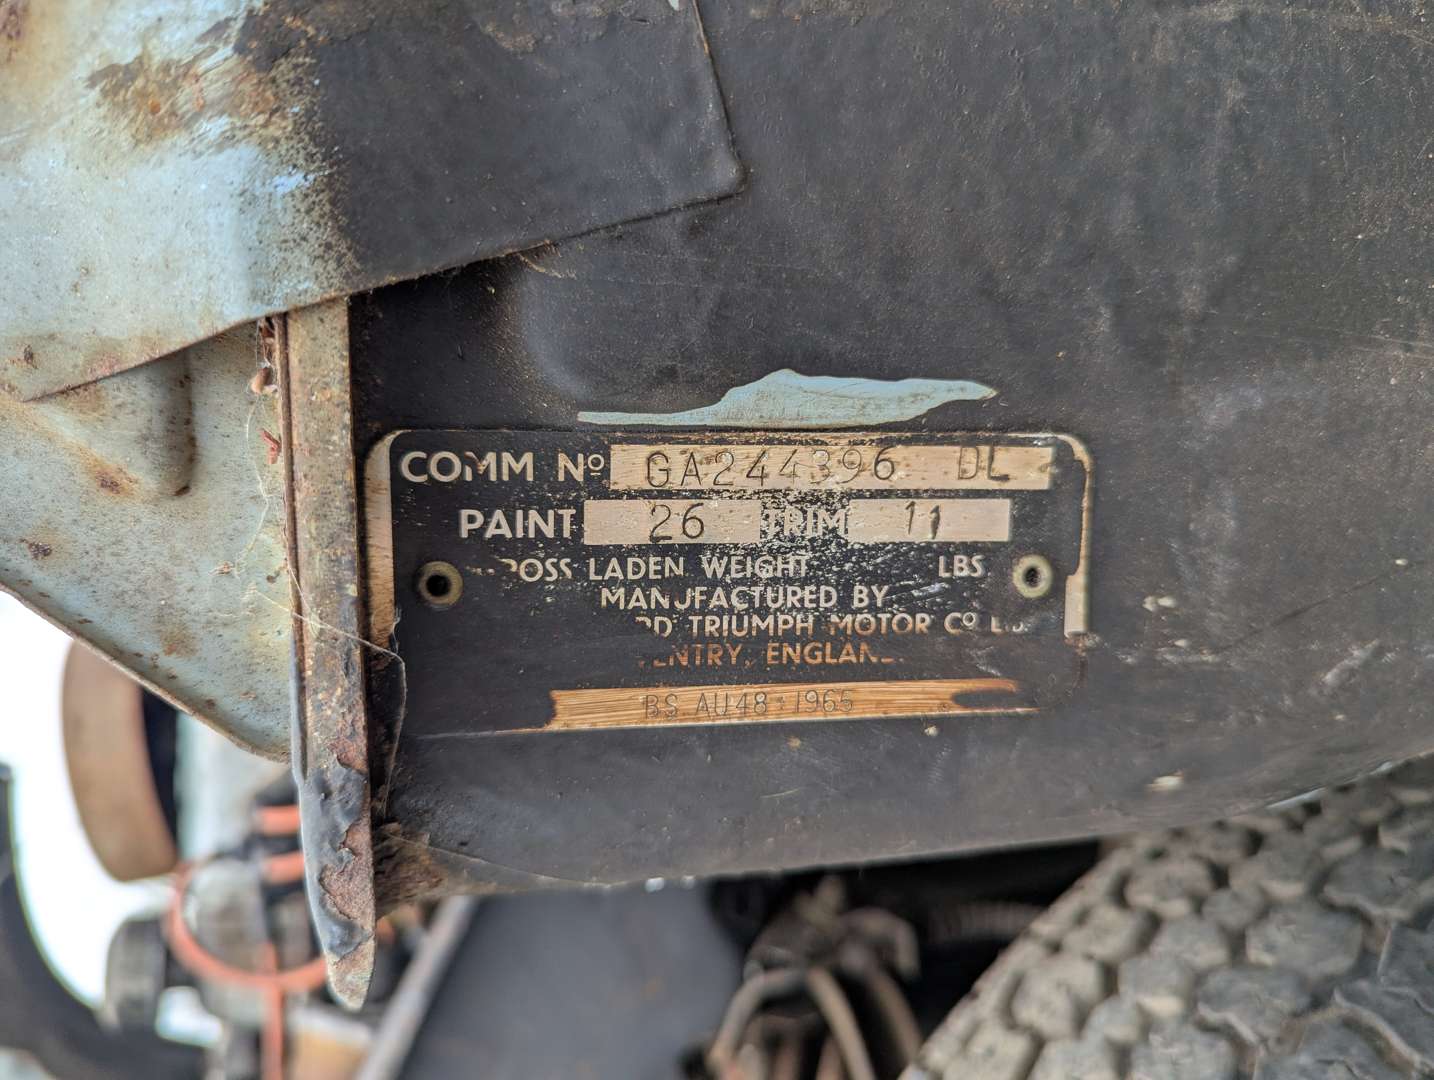 COMM Nº GA244396 DL
PAINT 26 TRIM 11
LADEN WEIGHT LBS
MANUFACTURED BY
TRIUMPH MOTOR Cº
ENGLAND
BS AU48:1965